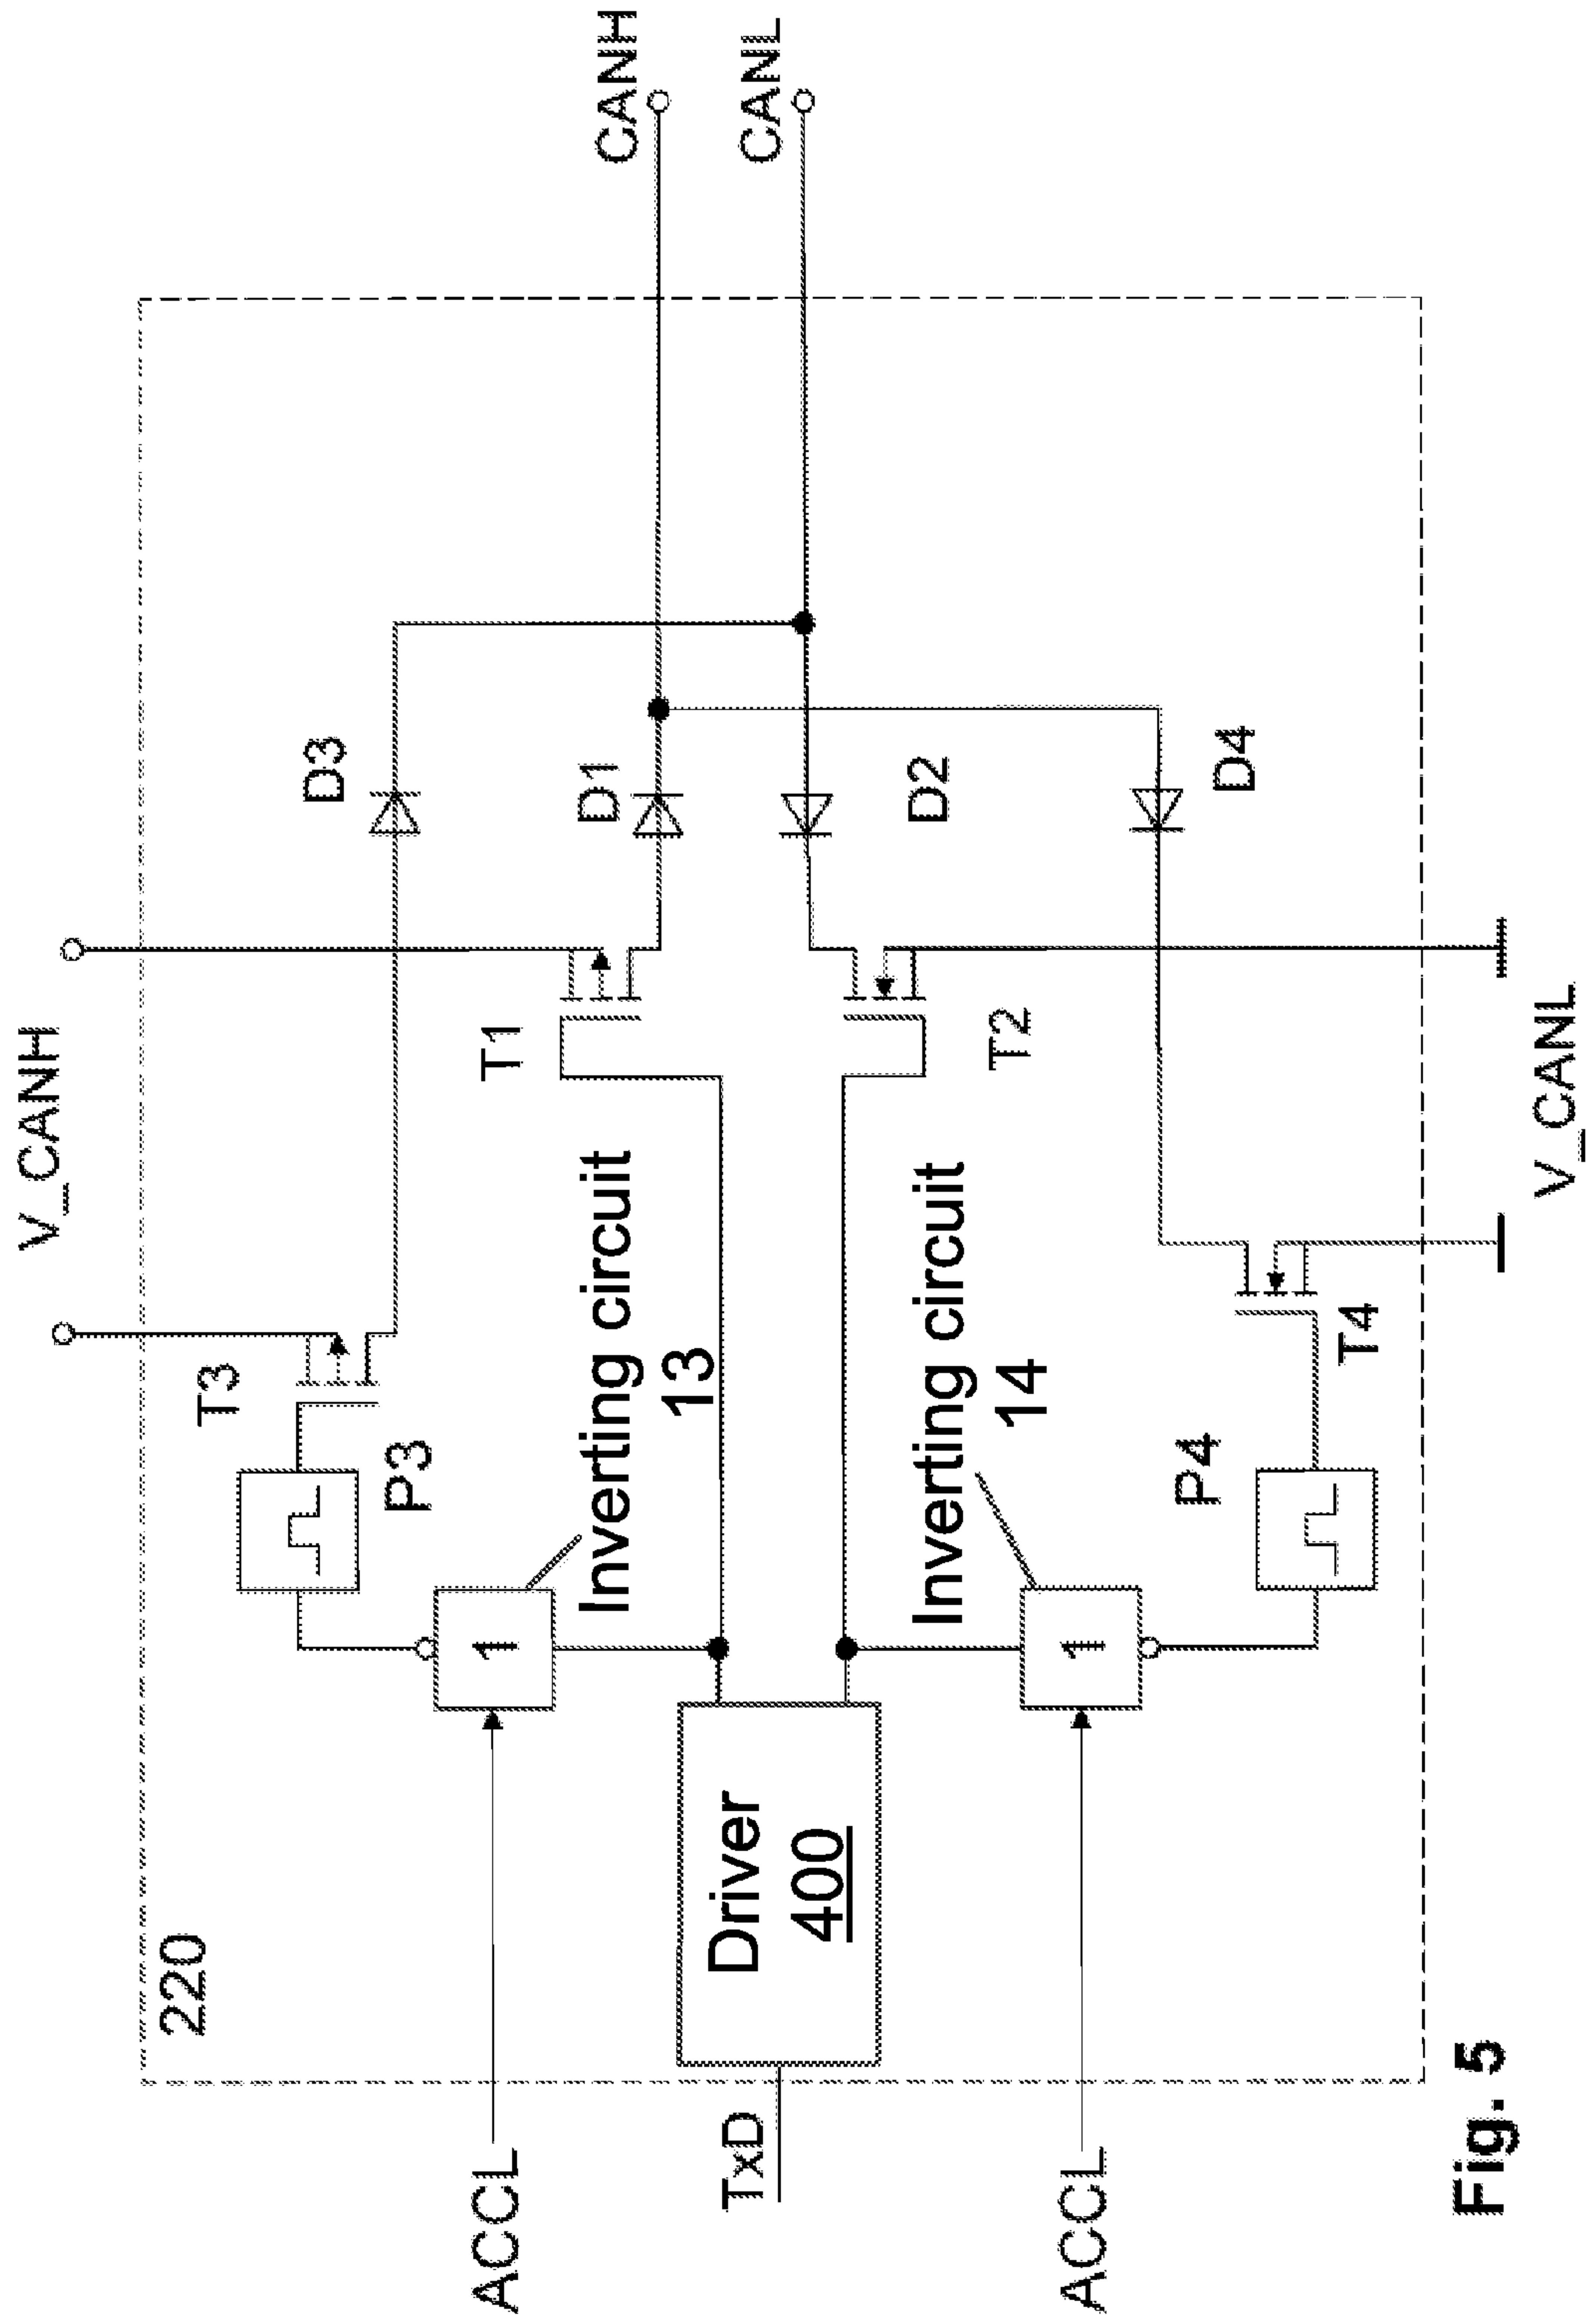 V_CANH
220
T3
D3
P3
ACCL
1
Inverting circuit
13
T1
D1
CANH
Driver
400
TxD
CANL
T2
D2
Inverting circuit
14
1
ACCL
P4
T4
D4
V_CANL
Fig. 5